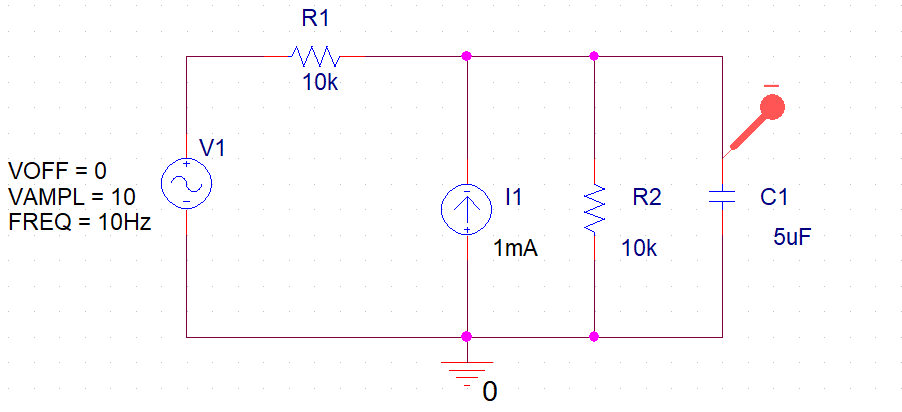 R1
10k
V1
VOFF = 0
VAMPL = 10
FREQ = 10Hz
+
-
-
I1
+
1mA
R2
10k
C1
5uF
0